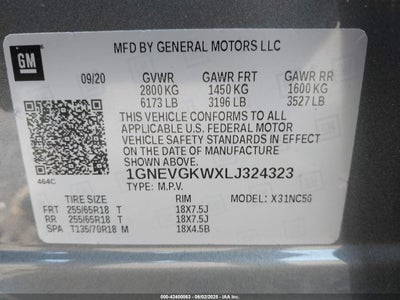 GM
MFD BY GENERAL MOTORS LLC
09/20 GVWR GAWR FRT GAWR RR
2800 KG 1450 KG 1600 KG
6173 LB 3196 LB 3527 LB
THIS VEHICLE CONFORMS TO ALL
APPLICABLE U.S. FEDERAL MOTOR
VEHICLE SAFETY STANDARDS IN EFFECT
ON THE DATE OF MANUFACTURE
SHOWN ABOVE.
464C
1GNEVGKWXLJ324323
TYPE: M.P.V.
TIRE SIZE RIM MODEL: X31NC56
FRT 255/65R18 T 18X7.5J
RR 255/65R18 T 18X7.5J
SPA T135/70R18 M 18X4.5B
IAA
000-42400063 - 06/02/2025 - IAAI.COM